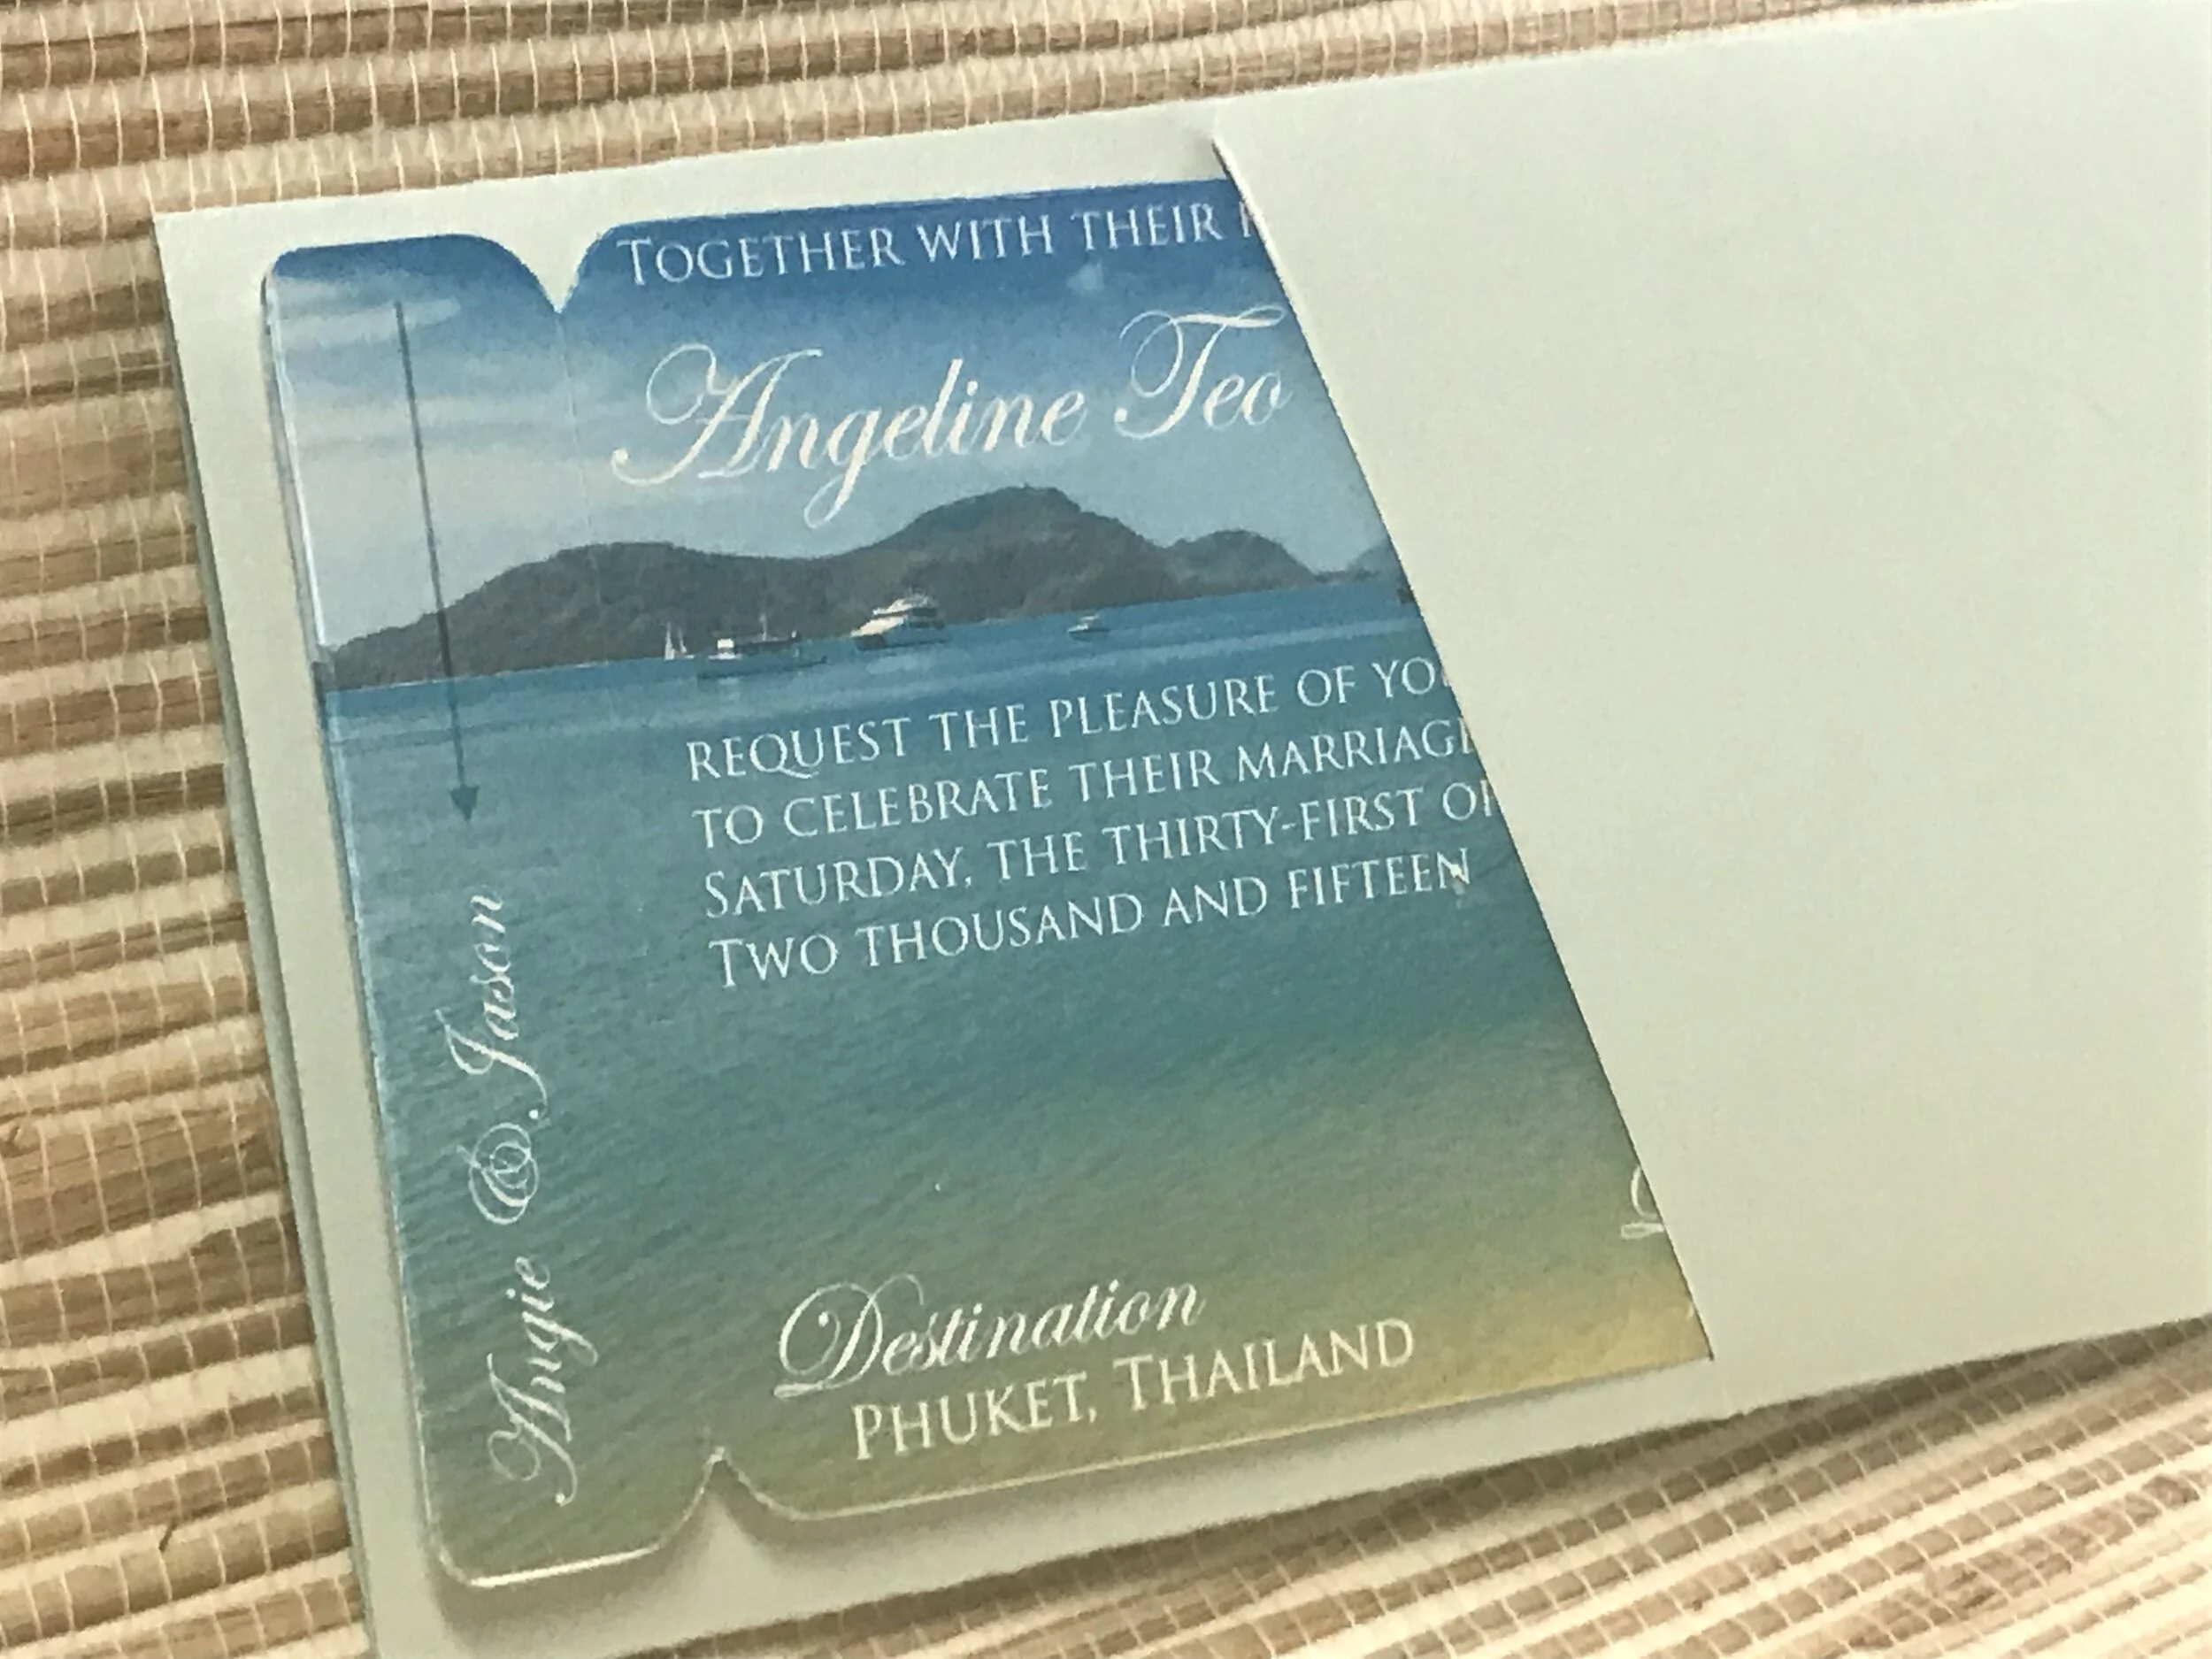 TOGETHER WITH THEIR
Angeline Teo
REQUEST THE PLEASURE OF
TO CELEBRATE THEIR
SATURDAY, THE THIRTY-FIRST
TWO THOUSAND AND FIFTEEN
Destination
PHUKET, THAILAND
Angie & Jason